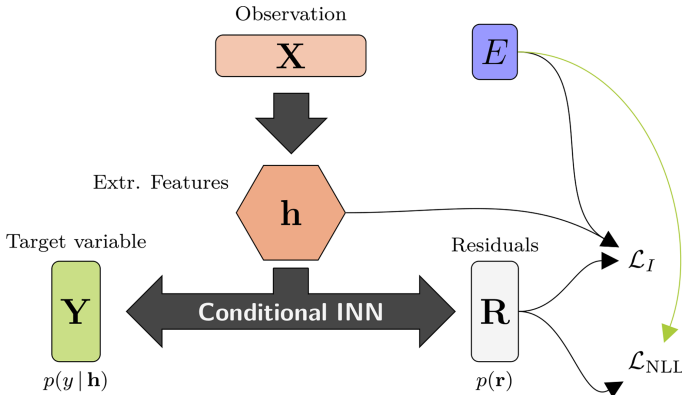 Observation
X
E
Extr. Features
h
Target variable
Residuals
Y
Conditional INN
R
𝓛_I
𝓛_NLL
p(y | h)
p(r)